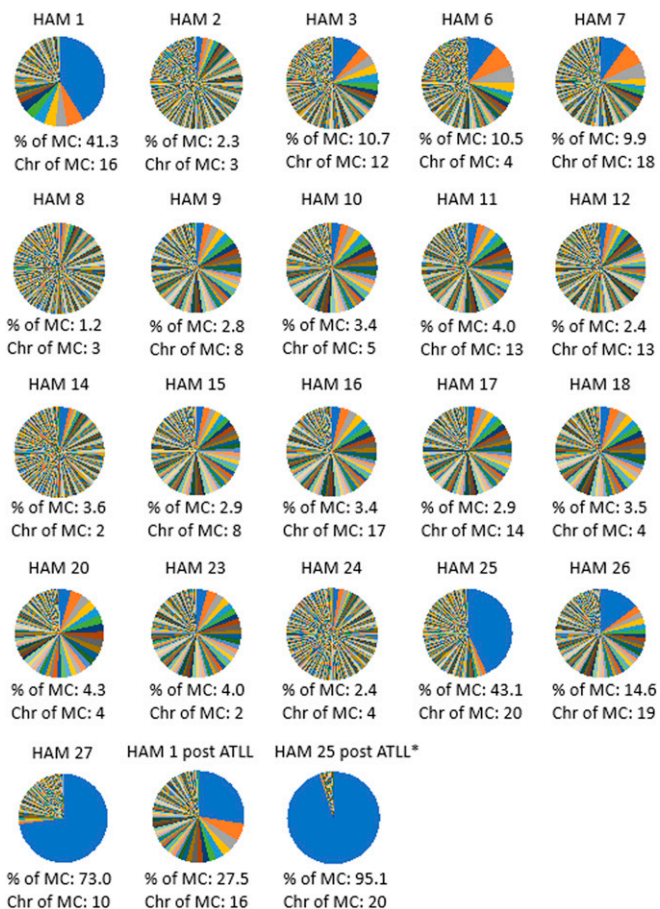 HAM 1 HAM 2 HAM 3 HAM 6 HAM 7
% of MC: 41.3 % of MC: 2.3 % of MC: 10.7 % of MC: 10.5 % of MC: 9.9
Chr of MC: 16 Chr of MC: 3 Chr of MC: 12 Chr of MC: 4 Chr of MC: 18
HAM 8 HAM 9 HAM 10 HAM 11 HAM 12
% of MC: 1.2 % of MC: 2.8 % of MC: 3.4 % of MC: 4.0 % of MC: 2.4
Chr of MC: 3 Chr of MC: 8 Chr of MC: 5 Chr of MC: 13 Chr of MC: 13
HAM 14 HAM 15 HAM 16 HAM 17 HAM 18
% of MC: 3.6 % of MC: 2.9 % of MC: 3.4 % of MC: 2.9 % of MC: 3.5
Chr of MC: 2 Chr of MC: 8 Chr of MC: 17 Chr of MC: 14 Chr of MC: 4
HAM 20 HAM 23 HAM 24 HAM 25 HAM 26
% of MC: 4.3 % of MC: 4.0 % of MC: 2.4 % of MC: 43.1 % of MC: 14.6
Chr of MC: 4 Chr of MC: 2 Chr of MC: 4 Chr of MC: 20 Chr of MC: 19
HAM 27 HAM 1 post ATLL HAM 25 post ATLL*
% of MC: 73.0 % of MC: 27.5 % of MC: 95.1
Chr of MC: 10 Chr of MC: 16 Chr of MC: 20